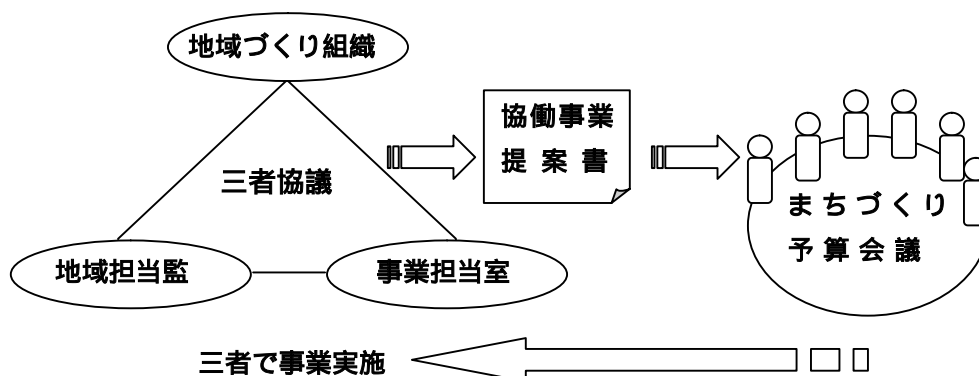 地域づくり組織
協働事業
提案書
三者協議
まちづくり
予算会議
地域担当監
事業担当室
三者で事業実施